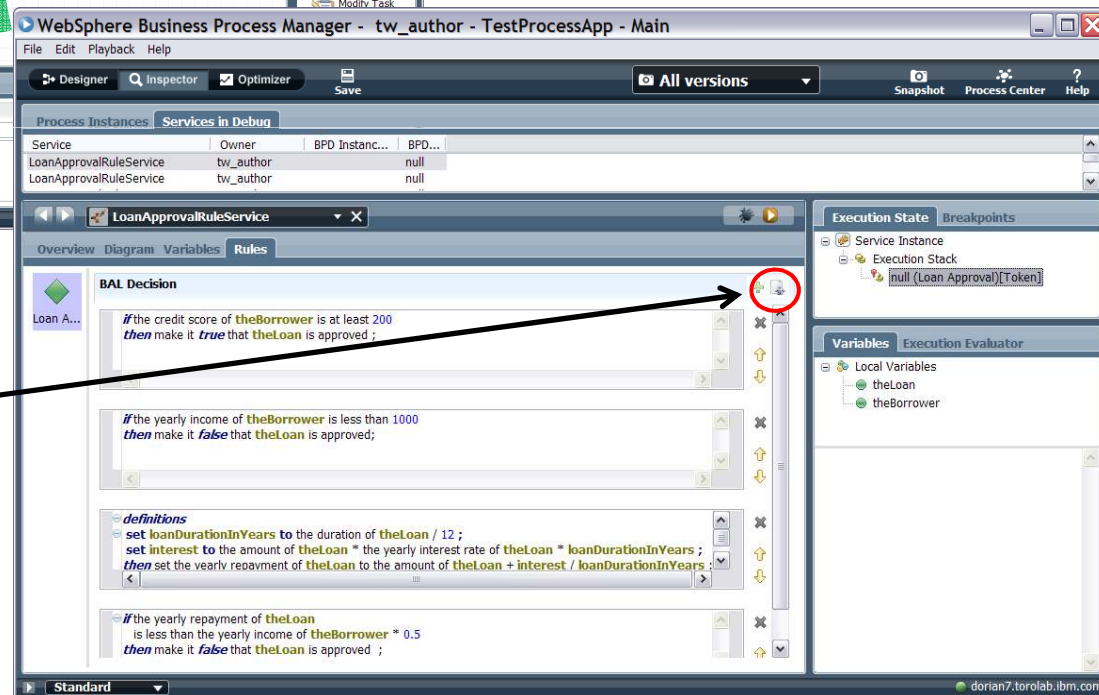 Modify Task
WebSphere Business Process Manager - tw_author - TestProcessApp - Main
File Edit Playback Help
Designer Inspector Optimizer Save All versions Snapshot Process Center Help
Process Instances Services in Debug
Service Owner BPD Instanc... BPD...
LoanApprovalRuleService tw_author null
LoanApprovalRuleService tw_author null
LoanApprovalRuleService
Overview Diagram Variables Rules
Loan A...
BAL Decision
if the credit score of theBorrower is at least 200
then make it true that theLoan is approved ;
if the yearly income of theBorrower is less than 1000
then make it false that theLoan is approved;
definitions
set loanDurationInYears to the duration of theLoan / 12 ;
set interest to the amount of theLoan * the yearly interest rate of theLoan * loanDurationInYears ;
then set the yearly repayment of theLoan to the amount of theLoan + interest / loanDurationInYears ;
if the yearly repayment of theLoan
is less than the yearly income of theBorrower * 0.5
then make it false that theLoan is approved ;
Execution State Breakpoints
Service Instance
Execution Stack
null (Loan Approval)[Token]
Variables Execution Evaluator
Local Variables
theLoan
theBorrower
Standard
dorian7.torolab.ibm.com